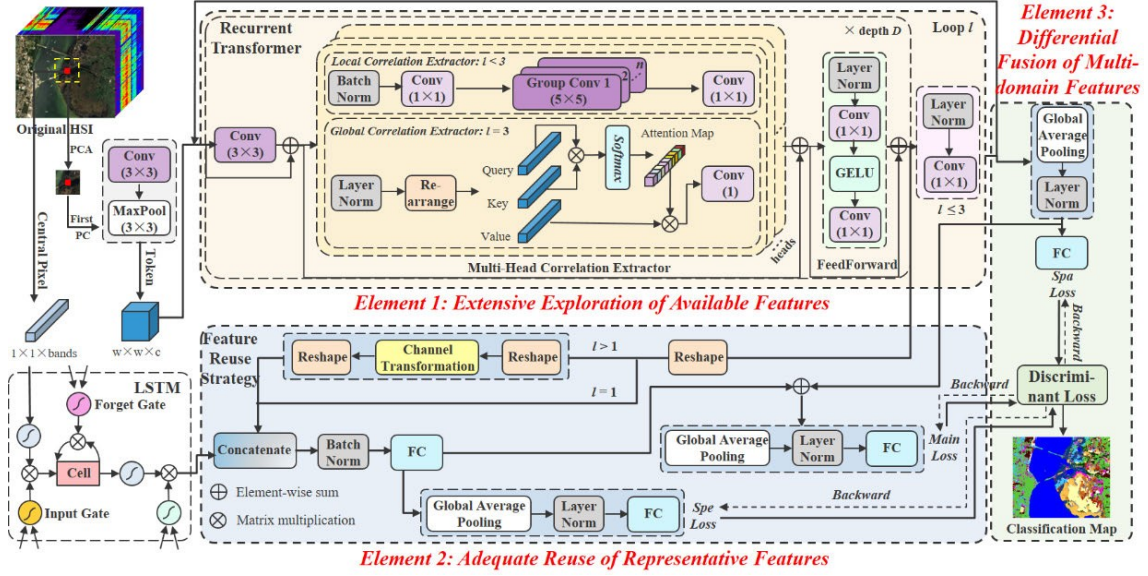 Original HSI
PCA
Conv
(3×3)
MaxPool
(3×3)
First
PC
Central Pixel
Token
1×1×bands
w×w×c
LSTM
Forget Gate
Cell
Input Gate
Recurrent
Transformer
Conv
(3×3)
Local Correlation Extractor: l < 3
Batch
Norm
Conv
(1×1)
Group Conv 1
(5×5)
2
n
Conv
(1×1)
Global Correlation Extractor: l = 3
Layer
Norm
Re-
arrange
Query
Key
Value
Softmax
Attention Map
Conv
(1)
Multi-Head Correlation Extractor
heads
× depth D
Layer
Norm
Conv
(1×1)
GELU
Conv
(1×1)
FeedForward
Loop l
Layer
Norm
Conv
(1×1)
l ≤ 3
Element 1: Extensive Exploration of Available Features
Element 3:
Differential
Fusion of Multi-
domain Features
Global
Average
Pooling
Layer
Norm
FC
Spa
Loss
Backward
Discrimi-
nant Loss
Classification Map
Feature
Reuse
Strategy
Reshape
Channel
Transformation
Reshape
l > 1
Reshape
l = 1
Concatenate
Batch
Norm
FC
Global Average
Pooling
Layer
Norm
FC
Main
Loss
Backward
Element-wise sum
Matrix multiplication
Global Average
Pooling
Layer
Norm
FC
Spe
Loss
Backward
Element 2: Adequate Reuse of Representative Features